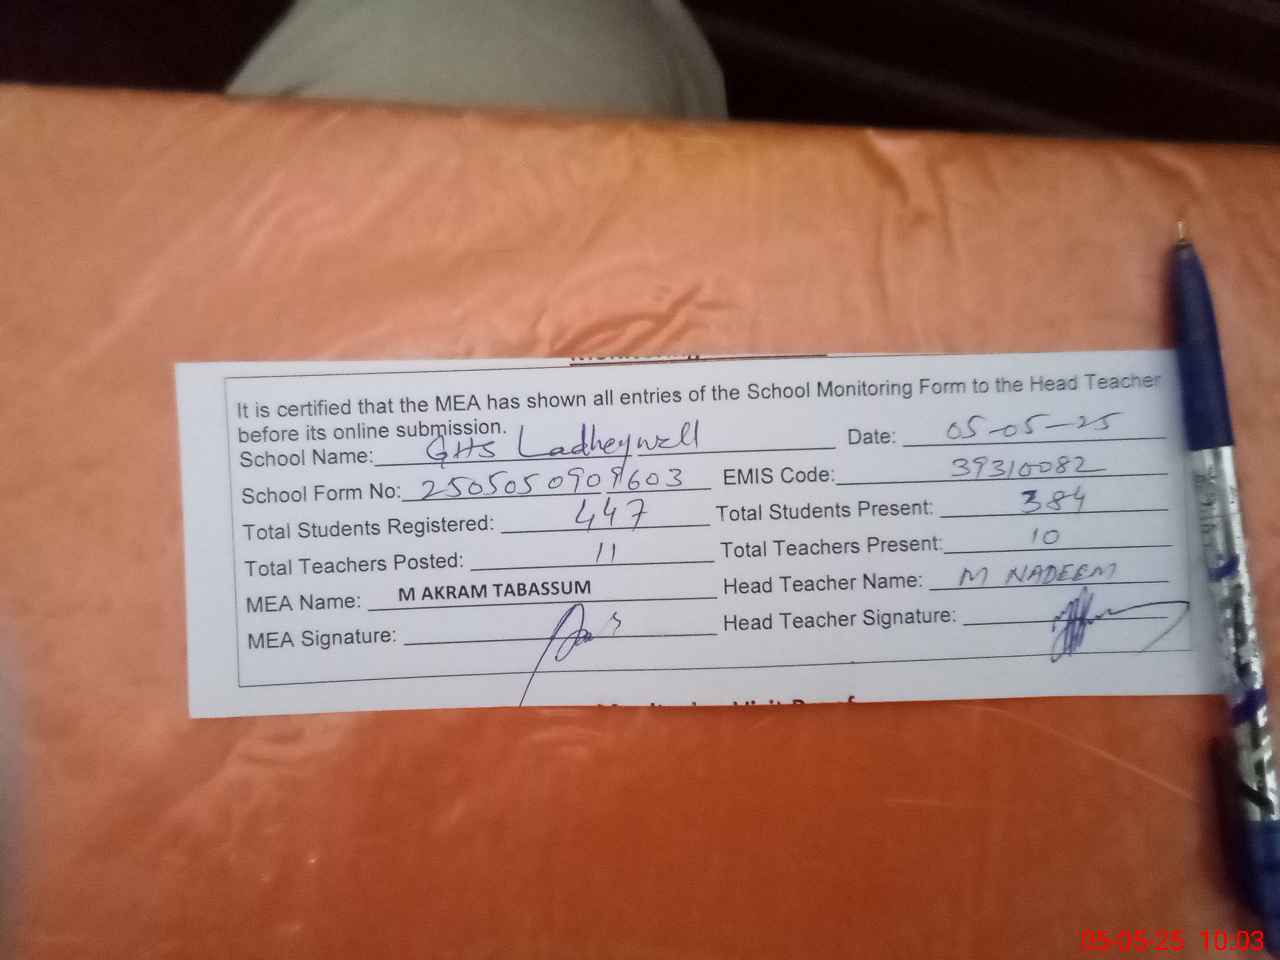 It is certified that the MEA has shown all entries of the School Monitoring Form to the Head Teacher
before its online submission.
School Name: GHS Ladheywell Date: 05-05-25
School Form No: 2505050909603 EMIS Code: 39310082
Total Students Registered: 447 Total Students Present: 384
Total Teachers Posted: 11 Total Teachers Present: 10
MEA Name: M AKRAM TABASSUM Head Teacher Name: M NADEEM
MEA Signature: Head Teacher Signature:
05-05-25 10:03